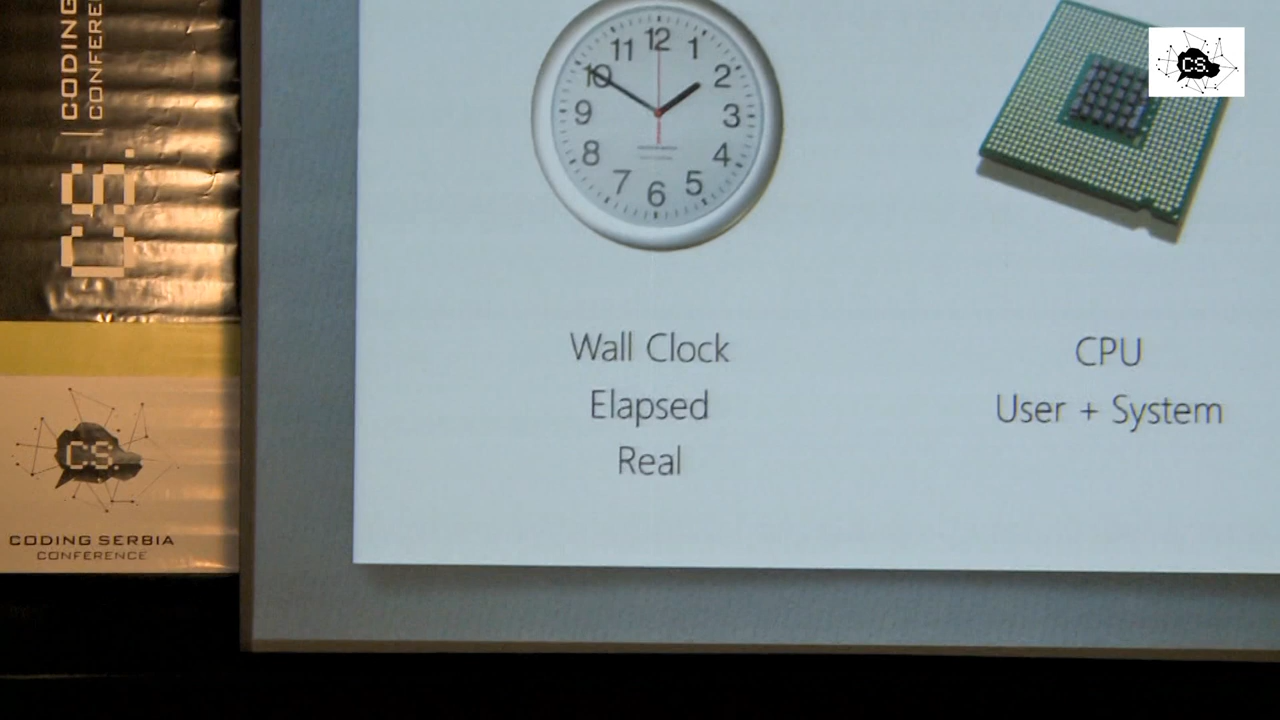 CODING
CONFERE
CS.
CS.
CODING SERBIA
CONFERENCE
12
1
2
3
4
5
6
7
8
9
10
11
Wall Clock
Elapsed
Real
CPU
User + System
CS.